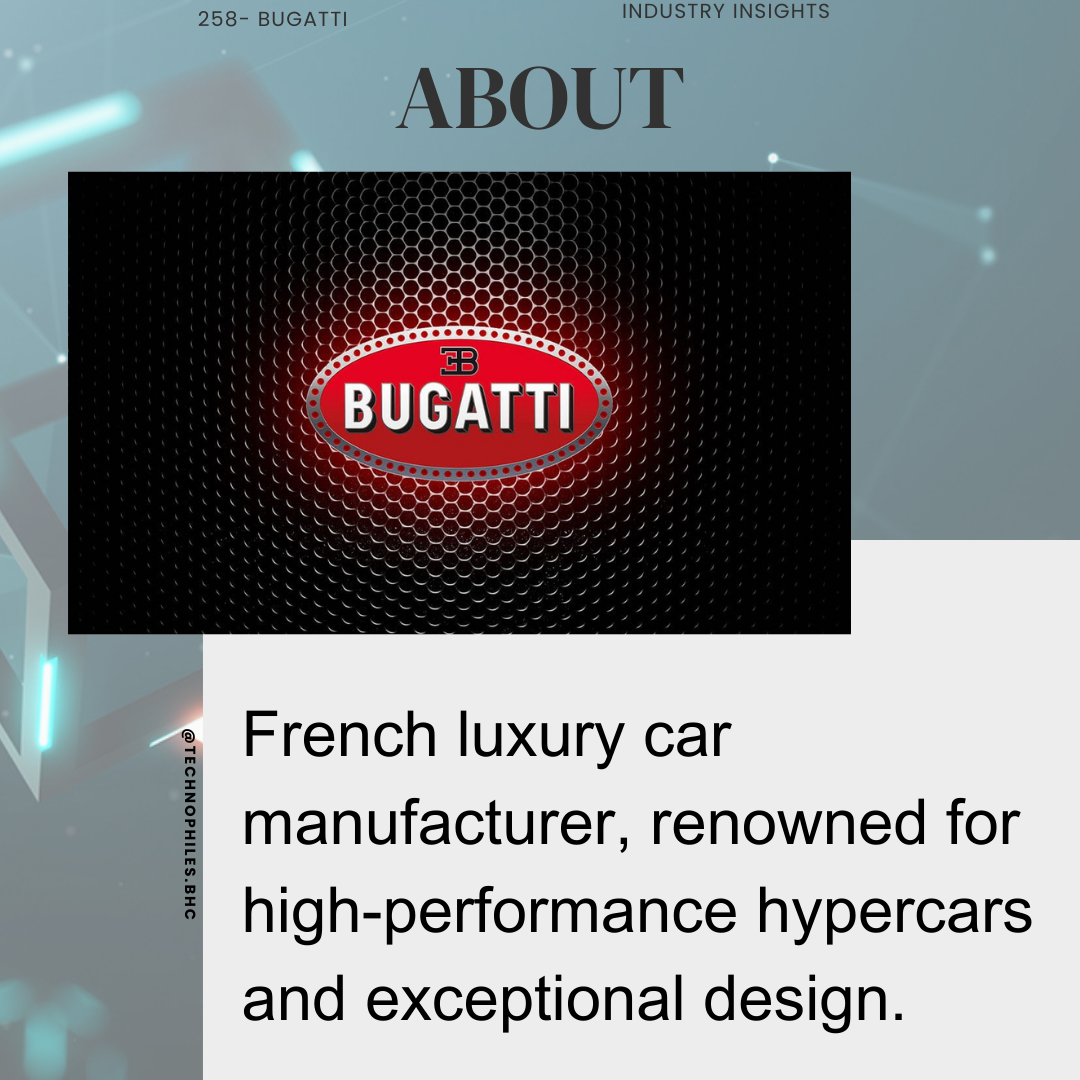 258- BUGATTI
INDUSTRY INSIGHTS
ABOUT
EB
BUGATTI
@TECHNOPHILES.BHC
French luxury car
manufacturer, renowned for
high-performance hypercars
and exceptional design.